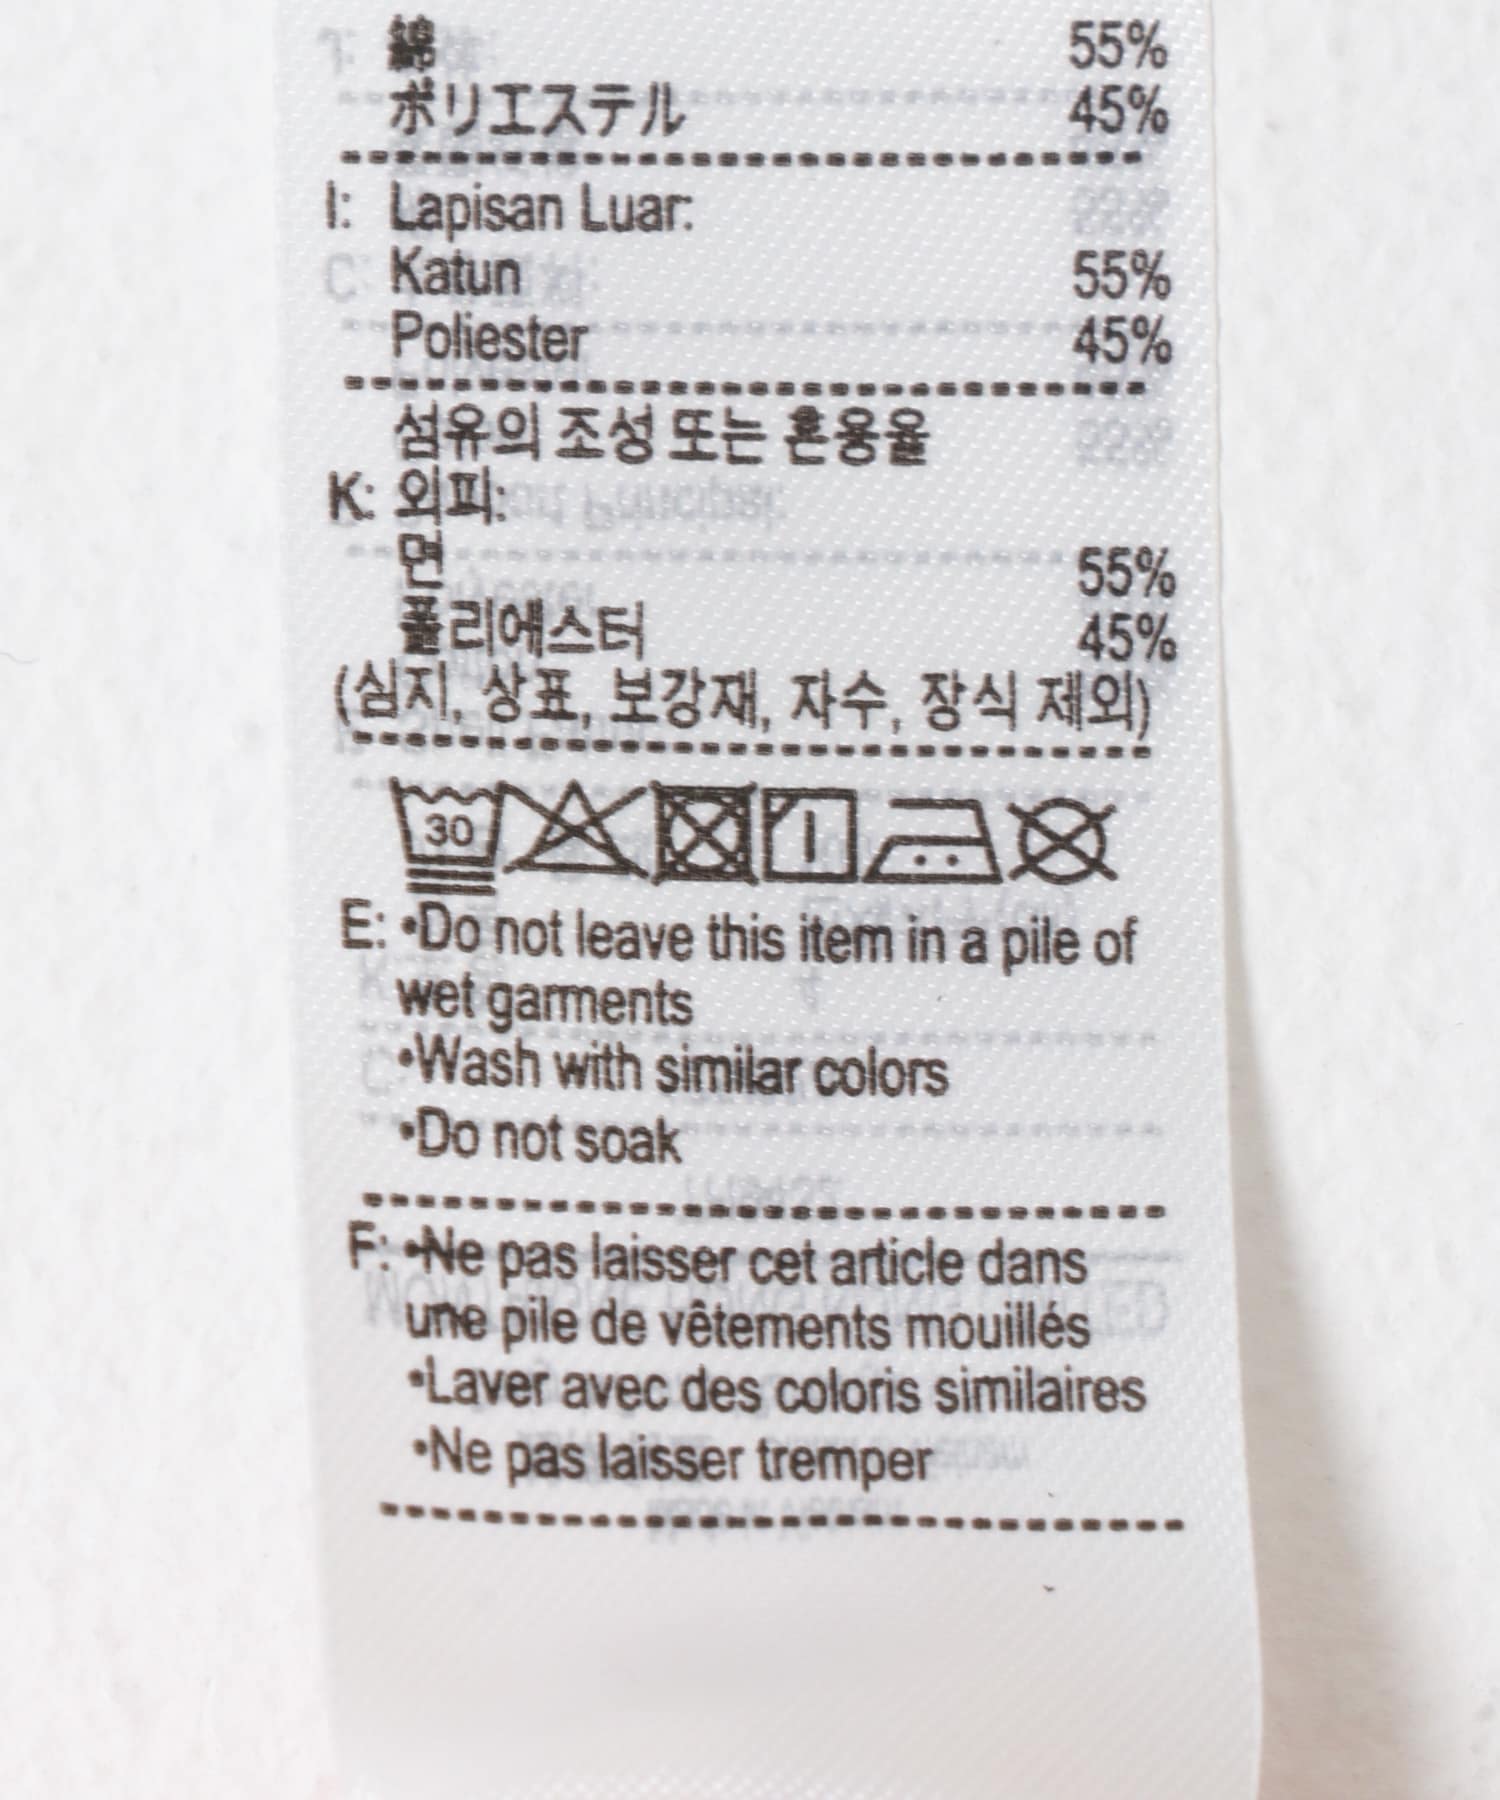 綿 55%
ポリエステル 45%
I: Lapisan Luar:
Katun 55%
Poliester 45%
섬유의 조성 또는 혼용율
K: 외피:
면 55%
폴리에스터 45%
(심지, 상표, 보강재, 자수, 장식 제외)
30
E: •Do not leave this item in a pile of
wet garments
•Wash with similar colors
•Do not soak
F: •Ne pas laisser cet article dans
une pile de vêtements mouillés
•Laver avec des coloris similaires
•Ne pas laisser tremper